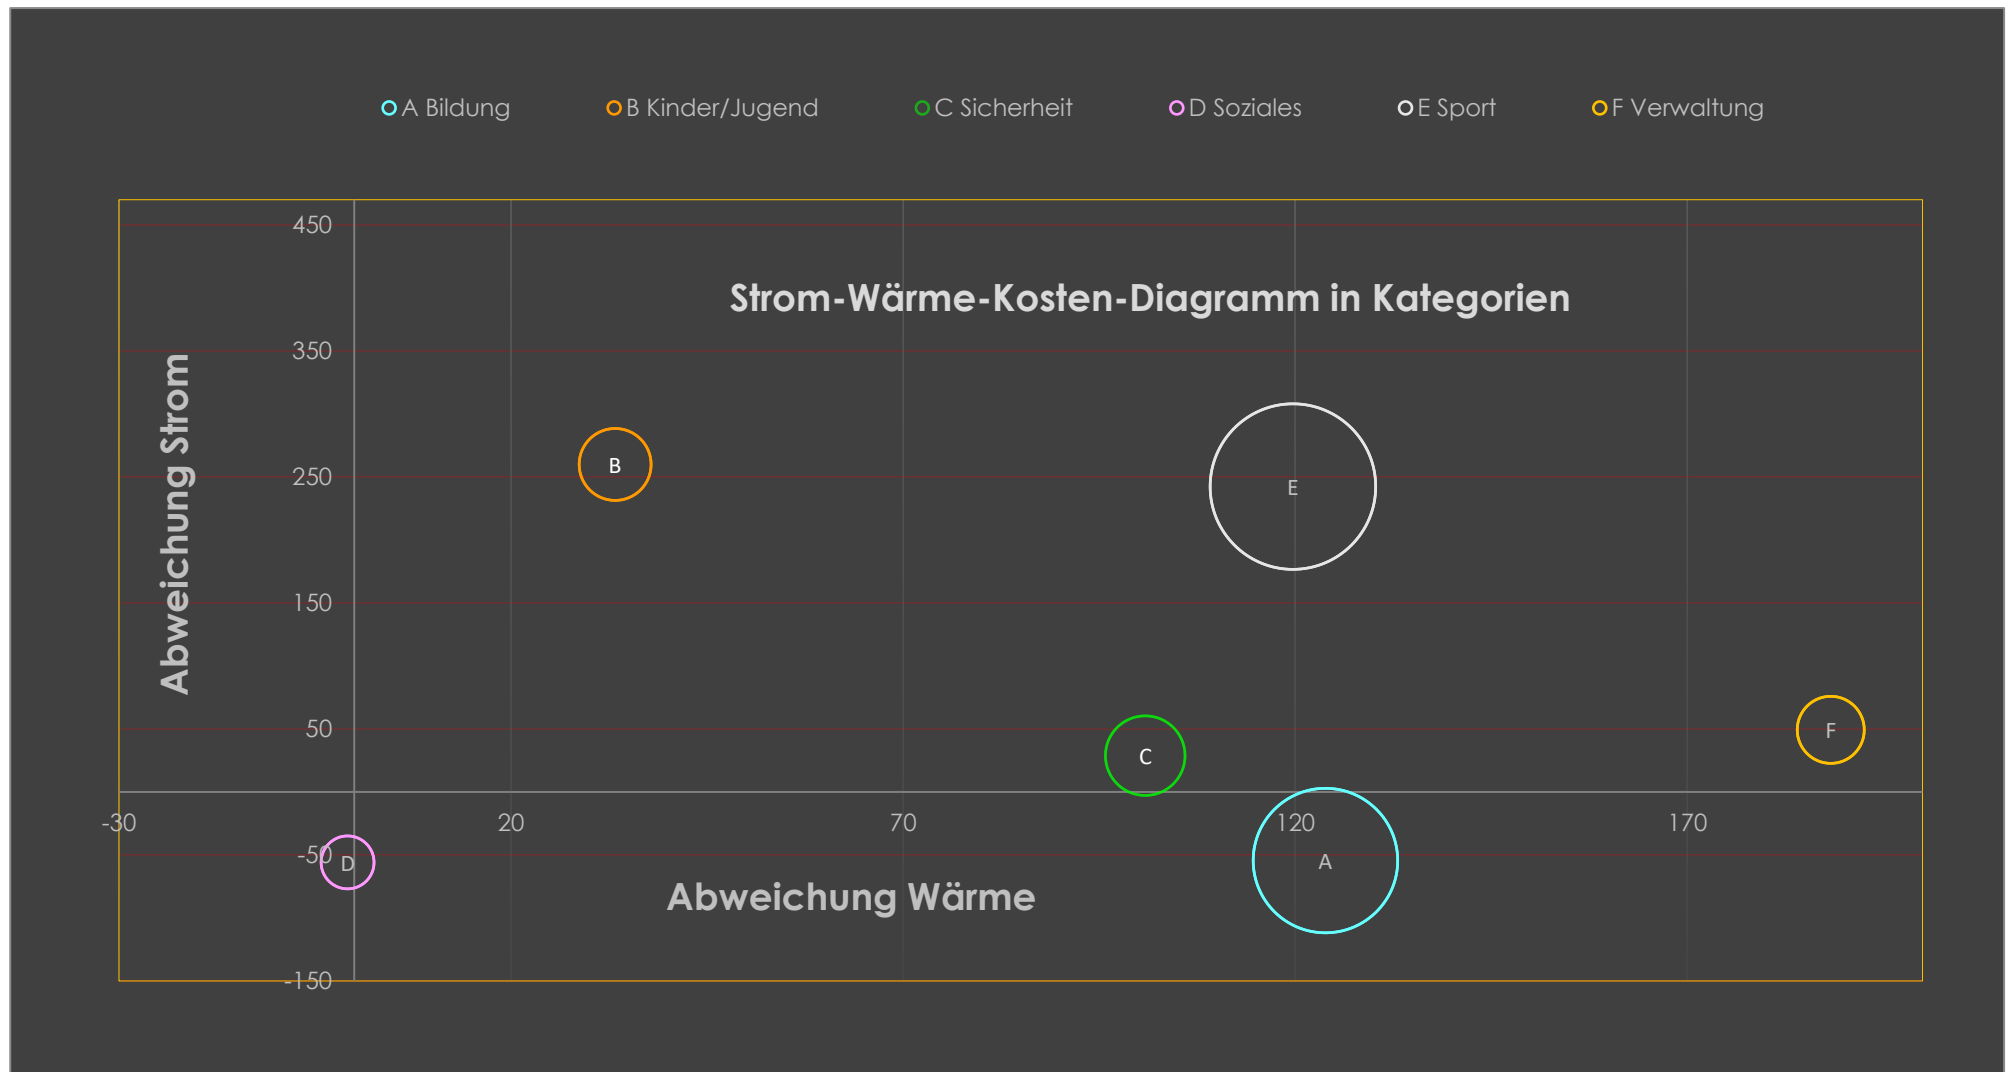 A Bildung B Kinder/Jugend C Sicherheit D Soziales E Sport F Verwaltung
450
Strom-Wärme-Kosten-Diagramm in Kategorien
350
Abweichung Strom
B
250
E
150
50
F
C
-30 20 70 120 170
-50
D
A
Abweichung Wärme
-150